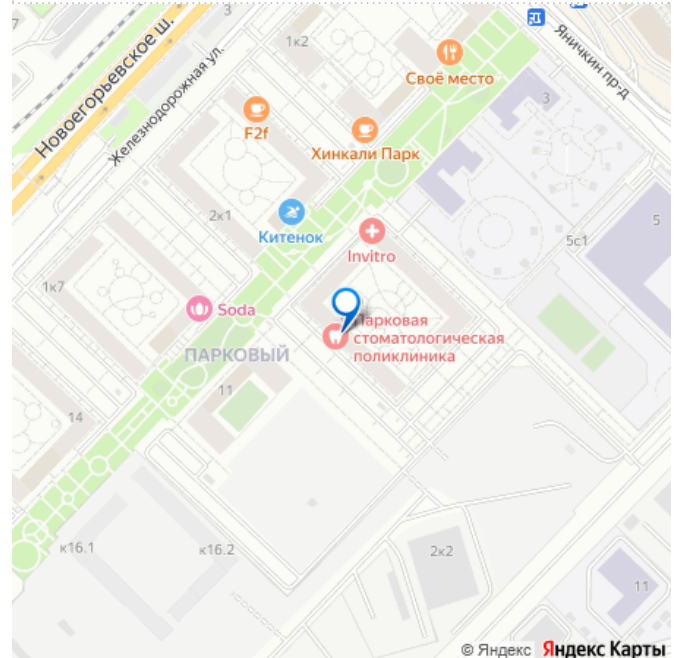 3
1к2
Яничкин пр-д
Новоегорьевское ш.
Железнодорожная ул.
Своё место
3
F2f
Хинкали Парк
2к1
Китенок
Invitro
5
5с1
1к7
Soda
Парковая
стоматологическая
поликлиника
ПАРКОВЫЙ
11
14
к16.1
к16.2
2к2
11
© Яндекс Яндекс Карты